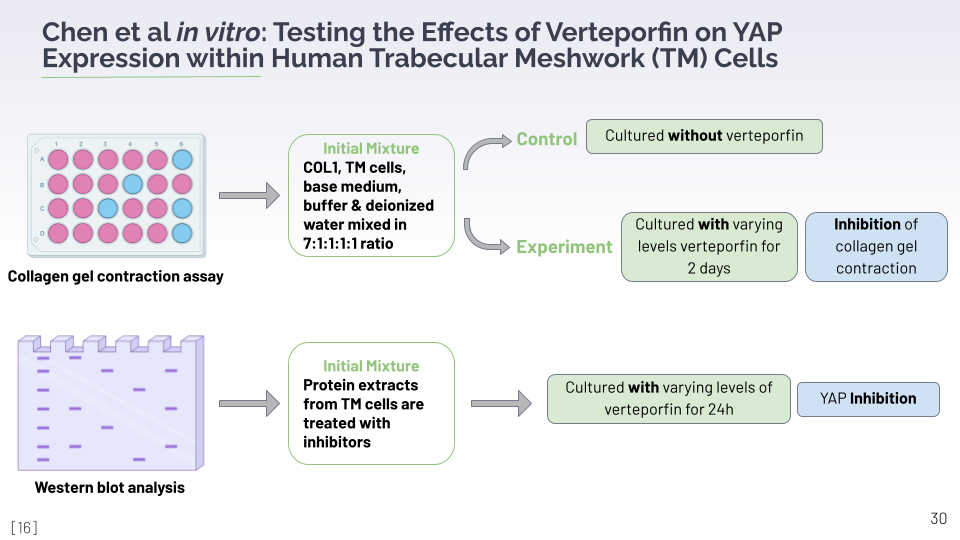 Chen et al in vitro: Testing the Effects of Verteporfin on YAP
Expression within Human Trabecular Meshwork (TM) Cells
1 2 3 4 5 6
A
B
C
D
Collagen gel contraction assay
Initial Mixture
COL1, TM cells,
base medium,
buffer & deionized
water mixed in
7:1:1:1:1 ratio
Control
Cultured without verteporfin
Experiment
Cultured with varying
levels verteporfin for
2 days
Inhibition of
collagen gel
contraction
Western blot analysis
Initial Mixture
Protein extracts
from TM cells are
treated with
inhibitors
Cultured with varying levels of
verteporfin for 24h
YAP Inhibition
[16]
30